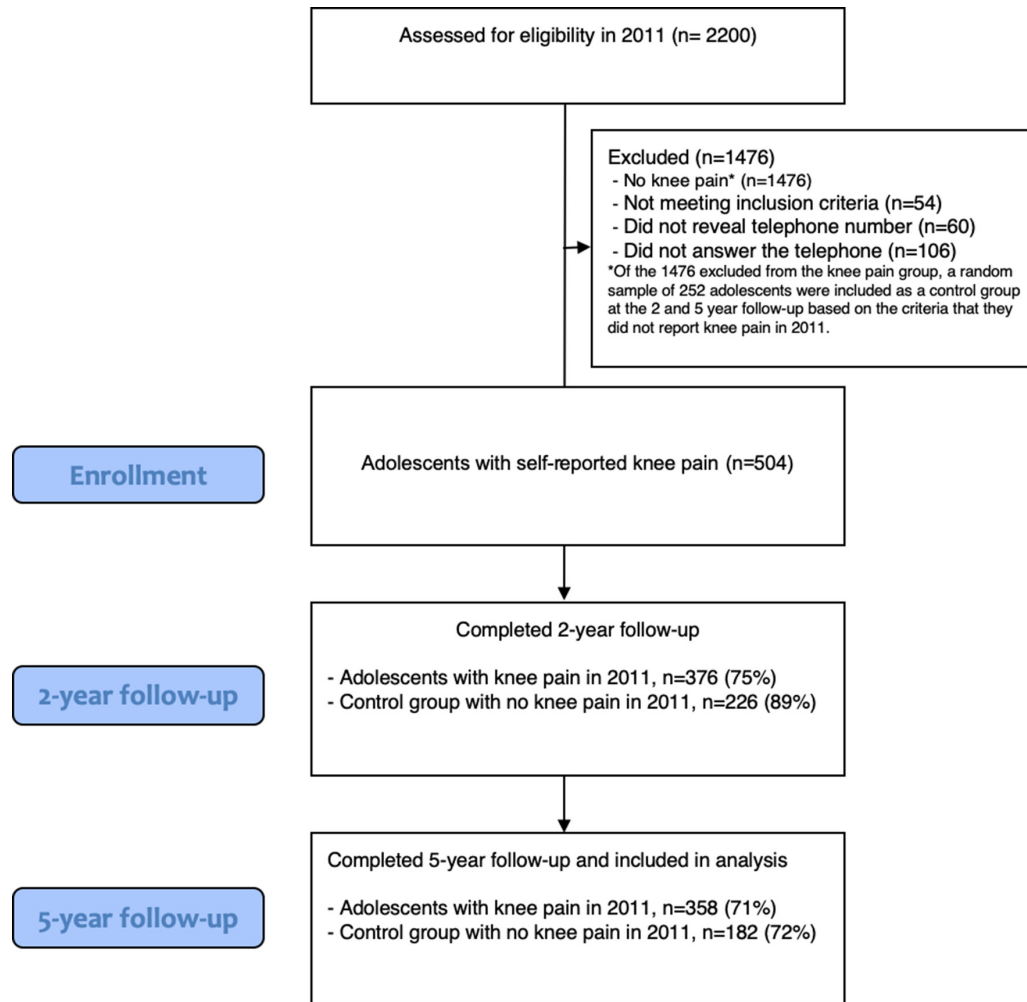 Assessed for eligibility in 2011 (n= 2200)
Excluded (n=1476)
- No knee pain* (n=1476)
- Not meeting inclusion criteria (n=54)
- Did not reveal telephone number (n=60)
- Did not answer the telephone (n=106)
*Of the 1476 excluded from the knee pain group, a random
sample of 252 adolescents were included as a control group
at the 2 and 5 year follow-up based on the criteria that they
did not report knee pain in 2011.
Enrollment
Adolescents with self-reported knee pain (n=504)
2-year follow-up
Completed 2-year follow-up
- Adolescents with knee pain in 2011, n=376 (75%)
- Control group with no knee pain in 2011, n=226 (89%)
5-year follow-up
Completed 5-year follow-up and included in analysis
- Adolescents with knee pain in 2011, n=358 (71%)
- Control group with no knee pain in 2011, n=182 (72%)